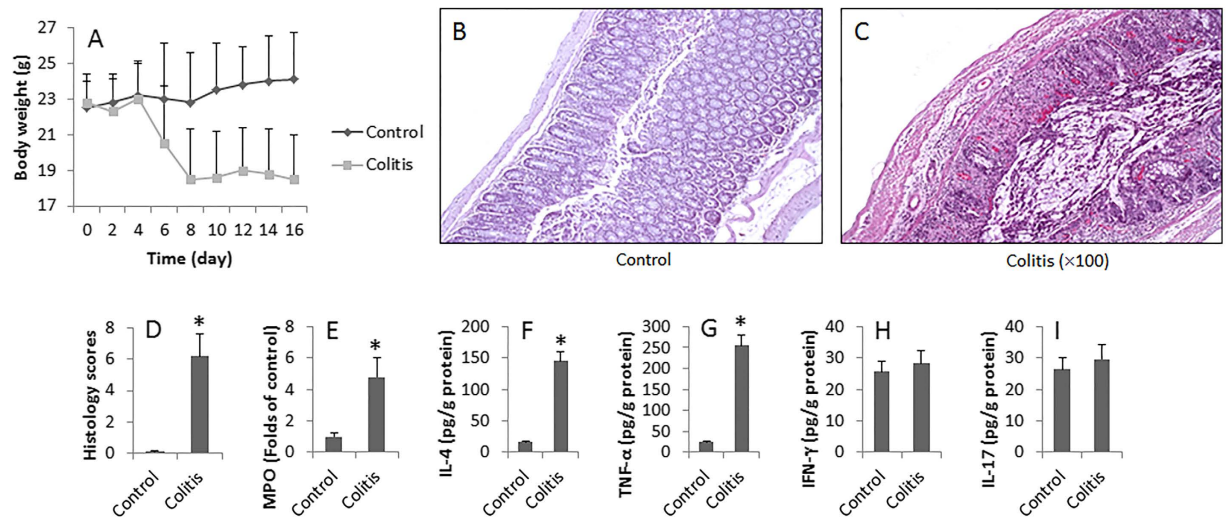 A
Body weight (g)
27
25
23
21
19
17
0 2 4 6 8 10 12 14 16
Time (day)
Control
Colitis
B
Control
C
Colitis (×100)
D
Histology scores
8
6
4
2
0
*
Control
Colitis
E
MPO (Folds of control)
8
6
4
2
0
*
Control
Colitis
F
IL-4 (pg/g protein)
200
150
100
50
0
*
Control
Colitis
G
TNF-α (pg/g protein)
300
250
200
150
100
50
0
*
Control
Colitis
H
IFN-γ (pg/g protein)
40
30
20
10
0
Control
Colitis
I
IL-17 (pg/g protein)
40
30
20
10
0
Control
Colitis